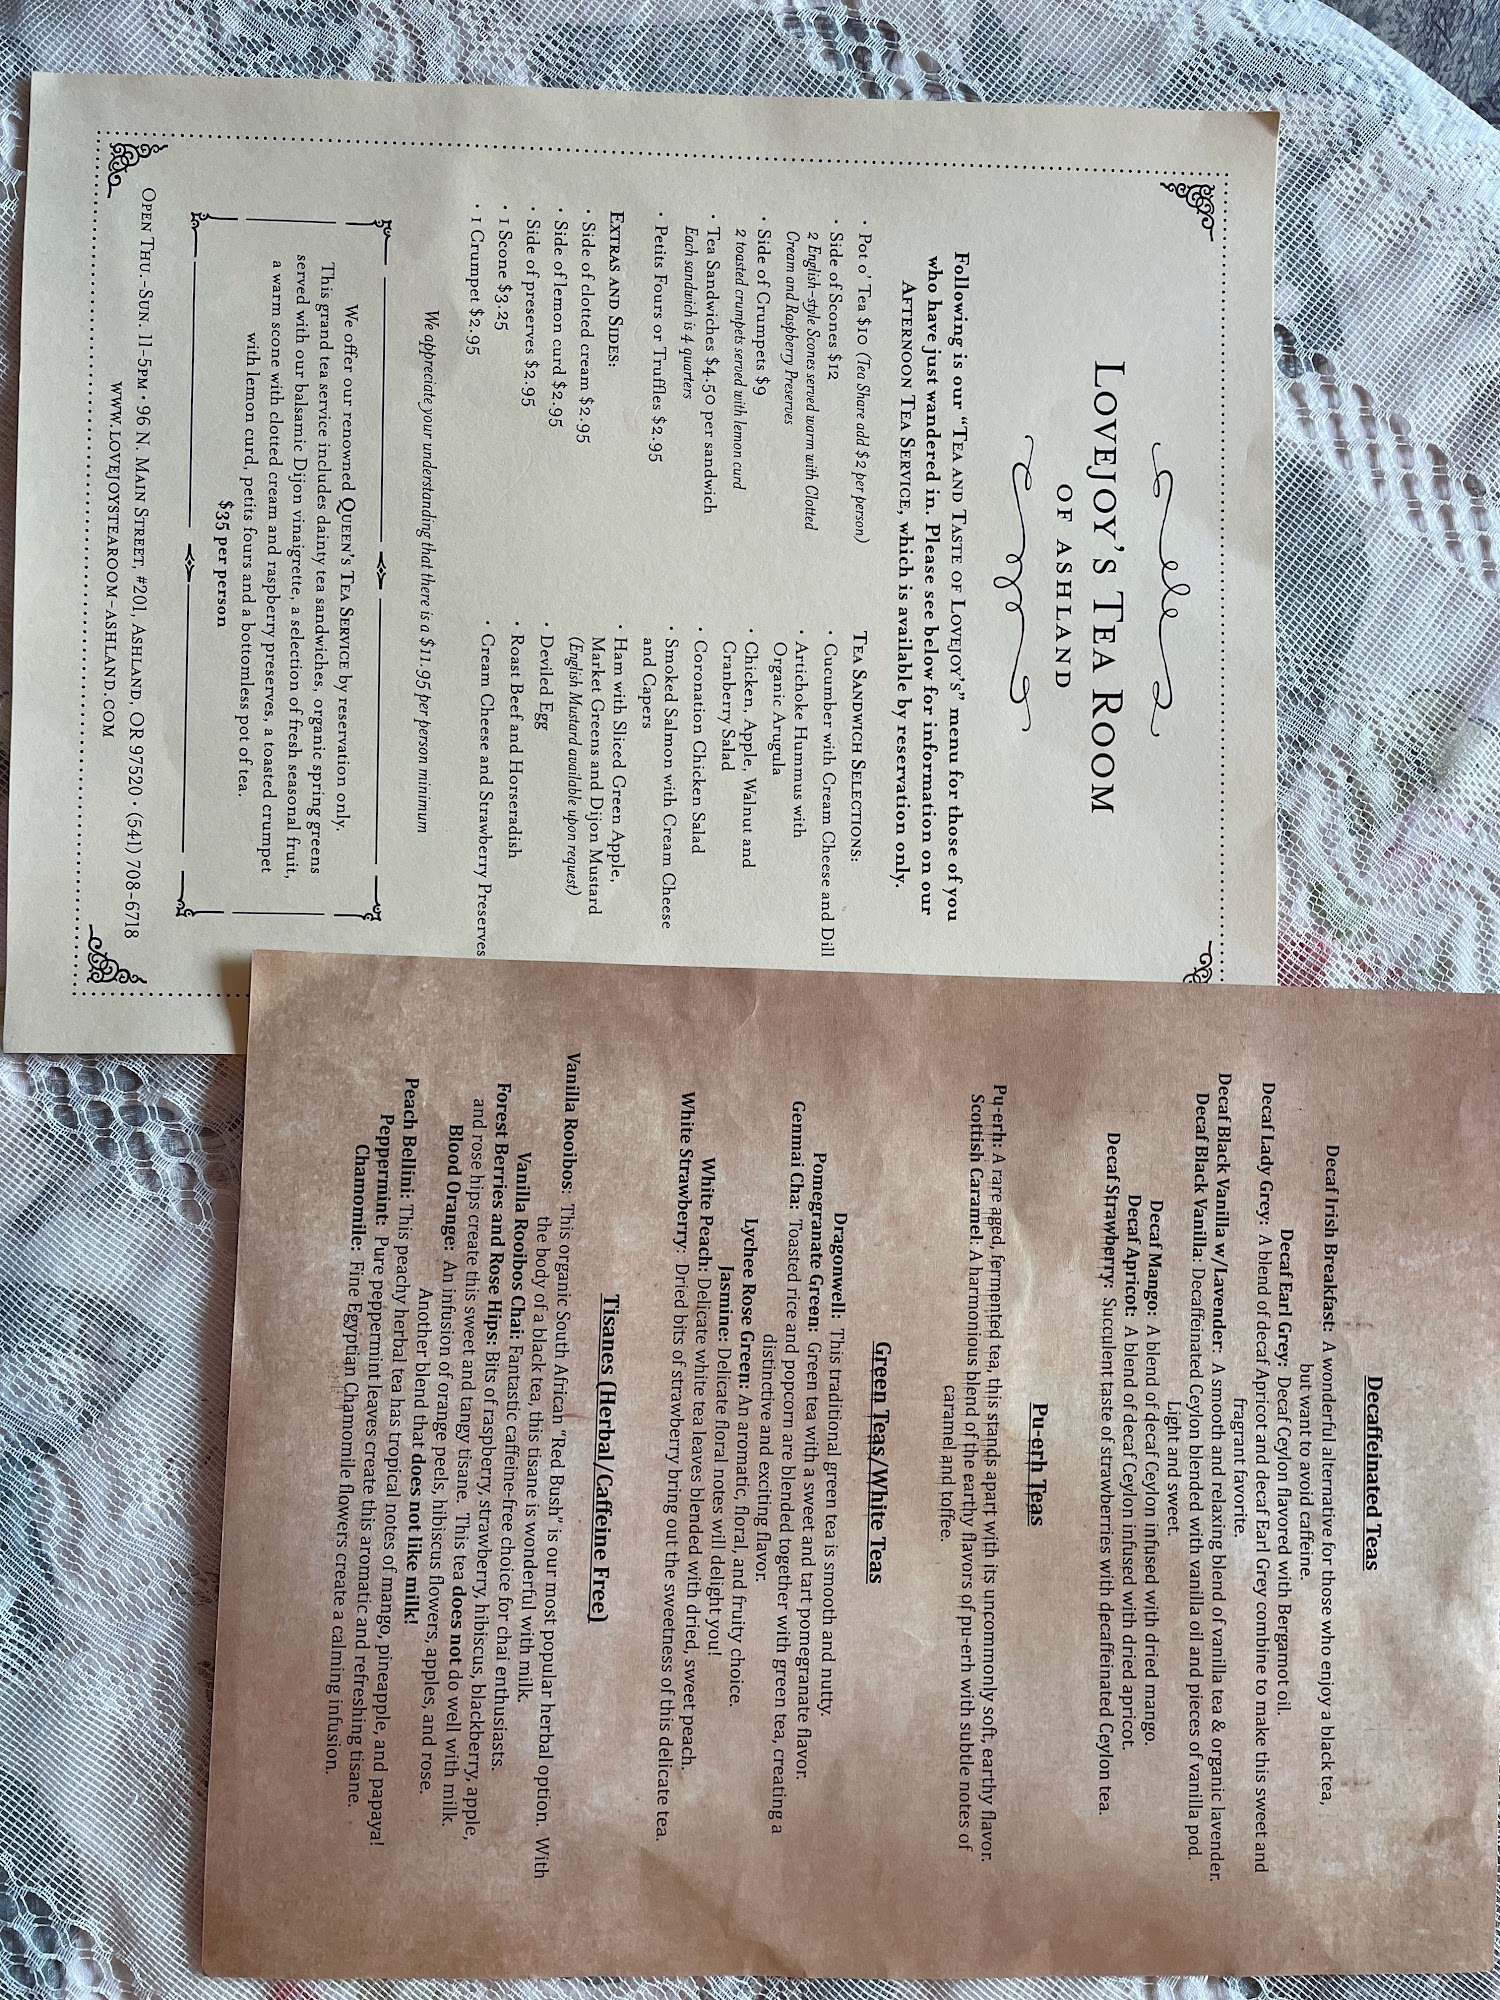 Lovejoy's Tea Room
of Ashland
Following is our "Tea and Taste of Lovejoy's" menu for those of you
who have just wandered in. Please see below for information on our
Afternoon Tea Service, which is available by reservation only.
• Pot o' Tea $10 (Tea Share add $2 per person)
• Side of Scones $12
2 English-style Scones served warm with Clotted
Cream and Raspberry Preserves
• Side of Crumpets $9
2 toasted crumpets served with lemon curd
• Tea Sandwiches $4.50 per sandwich
Each sandwich is 4 quarters
• Petits Fours or Truffles $2.95
Extras and Sides:
• Side of clotted cream $2.95
• Side of lemon curd $2.95
• Side of preserves $2.95
• 1 Scone $3.25
• 1 Crumpet $2.95
Tea Sandwich Selections:
• Cucumber with Cream Cheese and Dill
• Artichoke Hummus with
Organic Arugula
• Chicken, Apple, Walnut and
Cranberry Salad
• Coronation Chicken Salad
• Smoked Salmon with Cream Cheese
and Capers
• Ham with Sliced Green Apple,
Market Greens and Dijon Mustard
(English Mustard available upon request)
• Deviled Egg
• Roast Beef and Horseradish
• Cream Cheese and Strawberry Preserves
We appreciate your understanding that there is a $11.95 per person minimum
We offer our renowned Queen's Tea Service by reservation only.
This grand tea service includes dainty tea sandwiches, organic spring greens
served with our balsamic Dijon vinaigrette, a selection of fresh seasonal fruit,
a warm scone with clotted cream and raspberry preserves, a toasted crumpet
with lemon curd, petits fours and a bottomless pot of tea.
$35 per person
Open Thu.-Sun. 11-5pm • 96 N. Main Street, #201, Ashland, OR 97520 • (541) 708-6718
www.lovejoystearoom-ashland.com
Decaffeinated Teas
Decaf Irish Breakfast: A wonderful alternative for those who enjoy a black tea,
but want to avoid caffeine.
Decaf Earl Grey: Decaf Ceylon flavored with Bergamot oil.
Decaf Lady Grey: A blend of decaf Apricot and decaf Earl Grey combine to make this sweet and
fragrant favorite.
Decaf Black Vanilla w/Lavender: A smooth and relaxing blend of vanilla tea & organic lavender.
Decaf Black Vanilla: Decaffeinated Ceylon blended with vanilla oil and pieces of vanilla pod.
Light and sweet.
Decaf Mango: A blend of decaf Ceylon infused with dried mango.
Decaf Apricot: A blend of decaf Ceylon infused with dried apricot.
Decaf Strawberry: Succulent taste of strawberries with decaffeinated Ceylon tea.
Pu-erh Teas
Pu-erh: A rare aged, fermented tea, this stands apart with its uncommonly soft, earthy flavor.
Scottish Caramel: A harmonious blend of the earthy flavors of pu-erh with subtle notes of
caramel and toffee.
Green Teas/White Teas
Dragonwell: This traditional green tea is smooth and nutty.
Pomegranate Green: Green tea with a sweet and tart pomegranate flavor.
Genmai Cha: Toasted rice and popcorn are blended together with green tea, creating a
distinctive and exciting flavor.
Lychee Rose Green: An aromatic, floral, and fruity choice.
Jasmine: Delicate floral notes will delight you!
White Peach: Delicate white tea leaves blended with dried, sweet peach.
White Strawberry: Dried bits of strawberry bring out the sweetness of this delicate tea.
Tisanes (Herbal/Caffeine Free)
Vanilla Rooibos: This organic South African "Red Bush" is our most popular herbal option. With
the body of a black tea, this tisane is wonderful with milk.
Vanilla Rooibos Chai: Fantastic caffeine-free choice for chai enthusiasts.
Forest Berries and Rose Hips: Bits of raspberry, strawberry, hibiscus, blackberry, apple,
and rose hips create this sweet and tangy tisane. This tea does not do well with milk.
Blood Orange: An infusion of orange peels, hibiscus flowers, apples, and rose.
Another blend that does not like milk!
Peach Bellini: This peachy herbal tea has tropical notes of mango, pineapple, and papaya!
Peppermint: Pure peppermint leaves create this aromatic and refreshing tisane.
Chamomile: Fine Egyptian Chamomile flowers create a calming infusion.